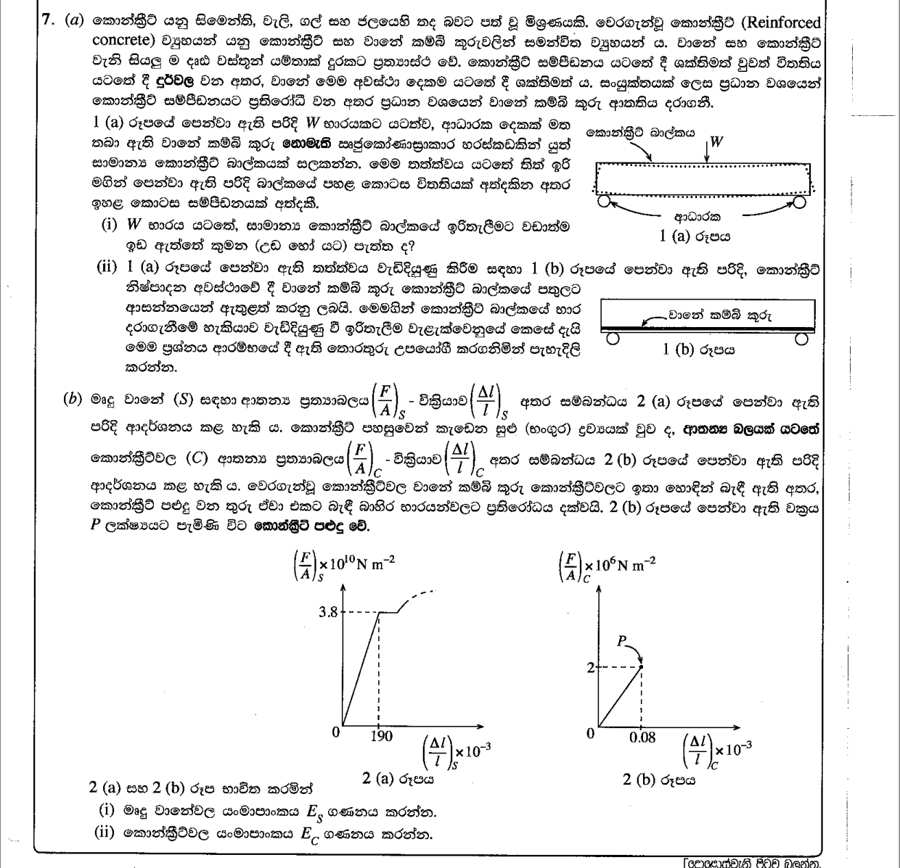 7. (a) කොන්ක්‍රීට් යනු සිමෙන්ති, වැලි, ගල් සහ ජලයෙහි තද බවට පත් වූ මිශ්‍රණයකි. වෙරගැන්වූ කොන්ක්‍රීට් (Reinforced
concrete) ව්‍යුහයන් යනු කොන්ක්‍රීට් සහ වානේ කම්බි කූරුවලින් සමන්විත ව්‍යුහයන් ය. වානේ සහ කොන්ක්‍රීට්
වැනි සියලු ම දෘඪ වස්තූන් යම්තාක් දුරකට ප්‍රත්‍යාස්ථ වේ. කොන්ක්‍රීට් සම්පීඩනය යටතේ දී ශක්තිමත් වුවත් විතතිය
යටතේ දී දුර්වල වන අතර, වානේ මෙම අවස්ථා දෙකම යටතේ දී ශක්තිමත් ය. සංයුක්තයක් ලෙස ප්‍රධාන වශයෙන්
කොන්ක්‍රීට් සම්පීඩනයට ප්‍රතිරෝධී වන අතර ප්‍රධාන වශයෙන් වානේ කම්බි කූරු ආතතිය දරාගනී.
1 (a) රූපයේ පෙන්වා ඇති පරිදි W භාරයකට යටත්ව, ආධාරක දෙකක් මත
තබා ඇති වානේ කම්බි කූරු නොමැති ඍජුකෝණාස්‍රාකාර හරස්කඩකින් යුත්
සාමාන්‍ය කොන්ක්‍රීට් බාල්කයක් සලකන්න. මෙම තත්ත්වය යටතේ තිත් ඉරි
මගින් පෙන්වා ඇති පරිදි බාල්කයේ පහළ කොටස විතතියක් අත්දකින අතර
ඉහළ කොටස සම්පීඩනයක් අත්දකී.
කොන්ක්‍රීට් බාල්කය
W
ආධාරක
1 (a) රූපය
(i) W භාරය යටතේ, සාමාන්‍ය කොන්ක්‍රීට් බාල්කයේ ඉරිතැලීමට වඩාත්ම
ඉඩ ඇත්තේ කුමන (උඩ හෝ යට) පැත්ත ද?
(ii) 1 (a) රූපයේ පෙන්වා ඇති තත්ත්වය වැඩිදියුණු කිරීම සඳහා 1 (b) රූපයේ පෙන්වා ඇති පරිදි, කොන්ක්‍රීට්
නිෂ්පාදන අවස්ථාවේ දී වානේ කම්බි කූරු කොන්ක්‍රීට් බාල්කයේ පතුලට
ආසන්නයෙන් ඇතුළත් කරනු ලබයි. මෙමගින් කොන්ක්‍රීට් බාල්කයේ භාර
දරාගැනීමේ හැකියාව වැඩිදියුණු වී ඉරිතැලීම වැළැක්වෙනුයේ කෙසේ දැයි
මෙම ප්‍රශ්නය ආරම්භයේ දී ඇති තොරතුරු උපයෝගී කරගනිමින් පැහැදිලි
කරන්න.
වානේ කම්බි කූරු
1 (b) රූපය
(b) මෘදු වානේ (S) සඳහා ආතන්‍ය ප්‍රත්‍යාබලය (F/A)S - වික්‍රියාව (Δl/l)S අතර සම්බන්ධය 2 (a) රූපයේ පෙන්වා ඇති
පරිදි ආදර්ශනය කළ හැකි ය. කොන්ක්‍රීට් පහසුවෙන් කැඩෙන සුළු (භංගුර) ද්‍රව්‍යයක් වුව ද, ආතන්‍ය බලයක් යටතේ
කොන්ක්‍රීට්වල (C) ආතන්‍ය ප්‍රත්‍යාබලය (F/A)C - වික්‍රියාව (Δl/l)C අතර සම්බන්ධය 2 (b) රූපයේ පෙන්වා ඇති පරිදි
ආදර්ශනය කළ හැකි ය. වෙරගැන්වූ කොන්ක්‍රීට්වල වානේ කම්බි කූරු කොන්ක්‍රීට්වලට ඉතා හොඳින් බැඳී ඇති අතර,
කොන්ක්‍රීට් පළුදු වන තුරු ඒවා එකට බැඳී බාහිර භාරයන්වලට ප්‍රතිරෝධය දක්වයි. 2 (b) රූපයේ පෙන්වා ඇති වක්‍රය
P ලක්ෂ්‍යයට පැමිණි විට කොන්ක්‍රීට් පළුදු වේ.
(F/A)S ×10¹⁰ N m⁻²
3.8
0
190
(Δl/l)S ×10⁻³
2 (a) රූපය
(F/A)C ×10⁶ N m⁻²
P
2
0
0.08
(Δl/l)C ×10⁻³
2 (b) රූපය
2 (a) සහ 2 (b) රූප භාවිත කරමින්
(i) මෘදු වානේවල යංමාපාංකය ES ගණනය කරන්න.
(ii) කොන්ක්‍රීට්වල යංමාපාංකය EC ගණනය කරන්න.